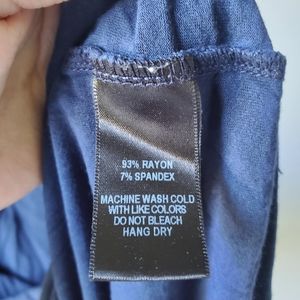 93% RAYON
7% SPANDEX
MACHINE WASH COLD
WITH LIKE COLORS
DO NOT BLEACH
HANG DRY